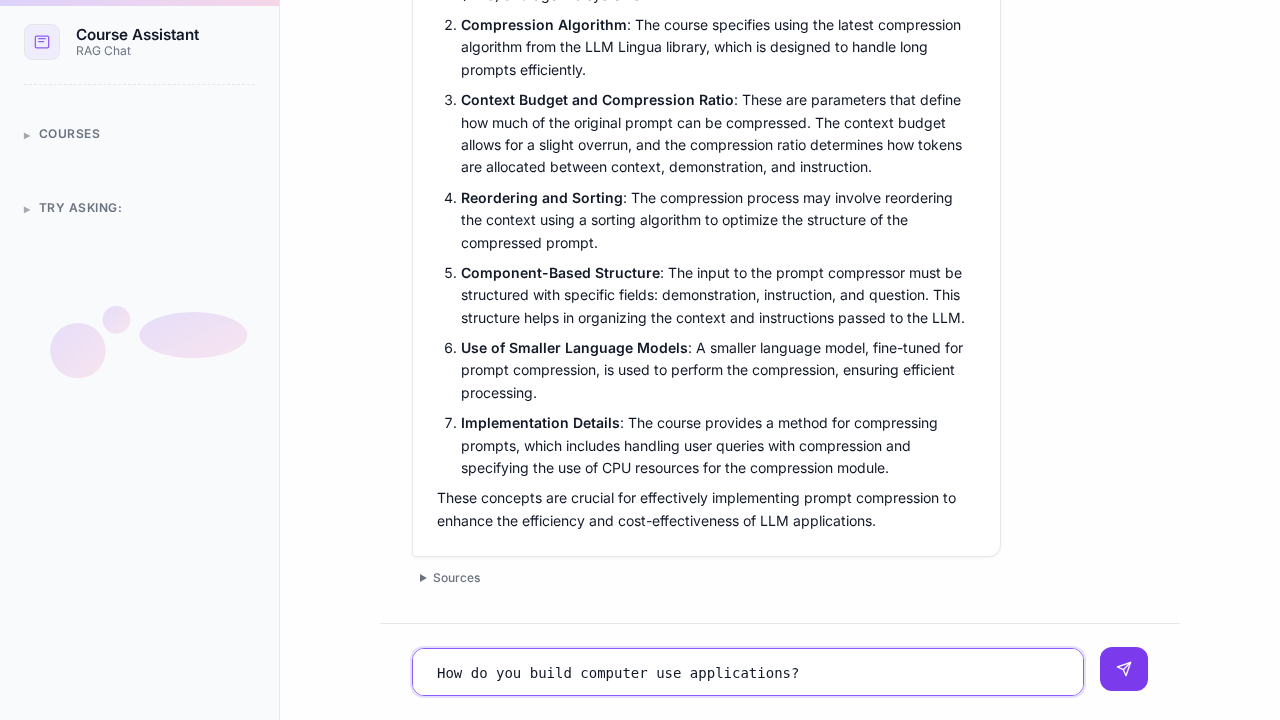 Course Assistant
RAG Chat
▶ COURSES
▶ TRY ASKING:
2. Compression Algorithm: The course specifies using the latest compression
algorithm from the LLM Lingua library, which is designed to handle long
prompts efficiently.
3. Context Budget and Compression Ratio: These are parameters that define
how much of the original prompt can be compressed. The context budget
allows for a slight overrun, and the compression ratio determines how tokens
are allocated between context, demonstration, and instruction.
4. Reordering and Sorting: The compression process may involve reordering
the context using a sorting algorithm to optimize the structure of the
compressed prompt.
5. Component-Based Structure: The input to the prompt compressor must be
structured with specific fields: demonstration, instruction, and question. This
structure helps in organizing the context and instructions passed to the LLM.
6. Use of Smaller Language Models: A smaller language model, fine-tuned for
prompt compression, is used to perform the compression, ensuring efficient
processing.
7. Implementation Details: The course provides a method for compressing
prompts, which includes handling user queries with compression and
specifying the use of CPU resources for the compression module.
These concepts are crucial for effectively implementing prompt compression to
enhance the efficiency and cost-effectiveness of LLM applications.
▶ Sources
How do you build computer use applications?